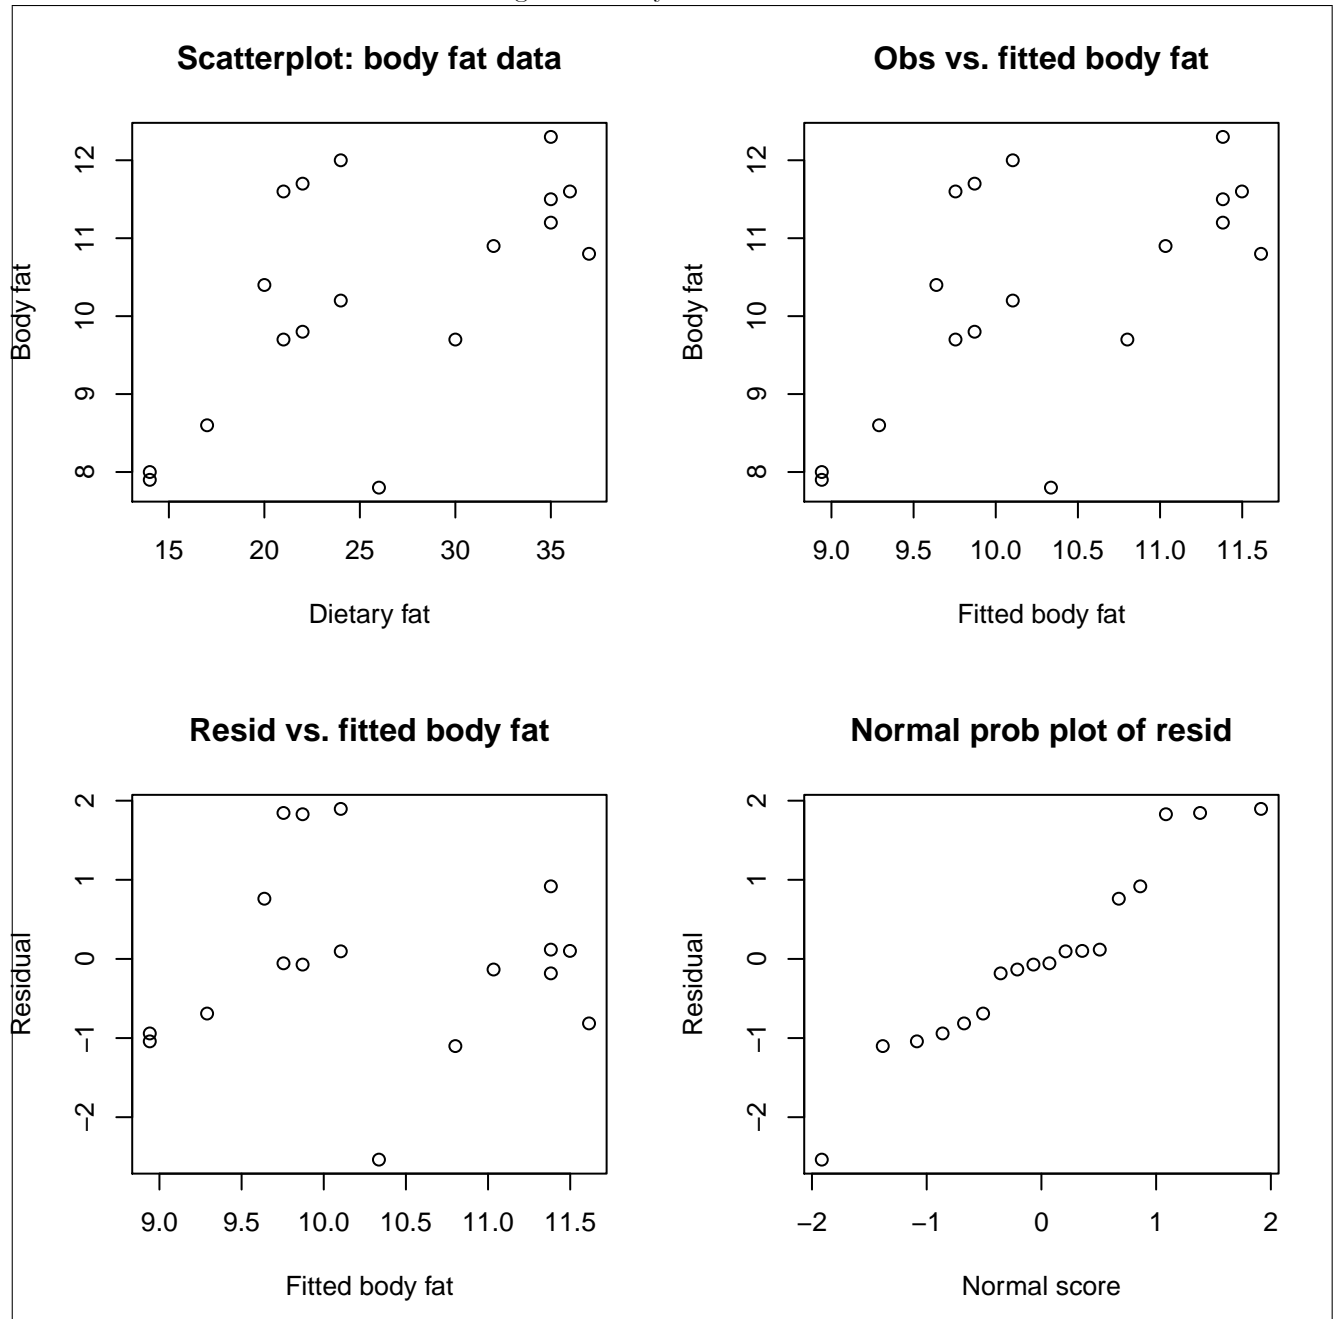 Scatterplot: body fat data
Body fat
12
11
10
9
8
15 20 25 30 35
Dietary fat
Obs vs. fitted body fat
Body fat
12
11
10
9
8
9.0 9.5 10.0 10.5 11.0 11.5
Fitted body fat
Resid vs. fitted body fat
Residual
2
1
0
−1
−2
9.0 9.5 10.0 10.5 11.0 11.5
Fitted body fat
Normal prob plot of resid
Residual
2
1
0
−1
−2
−2 −1 0 1 2
Normal score